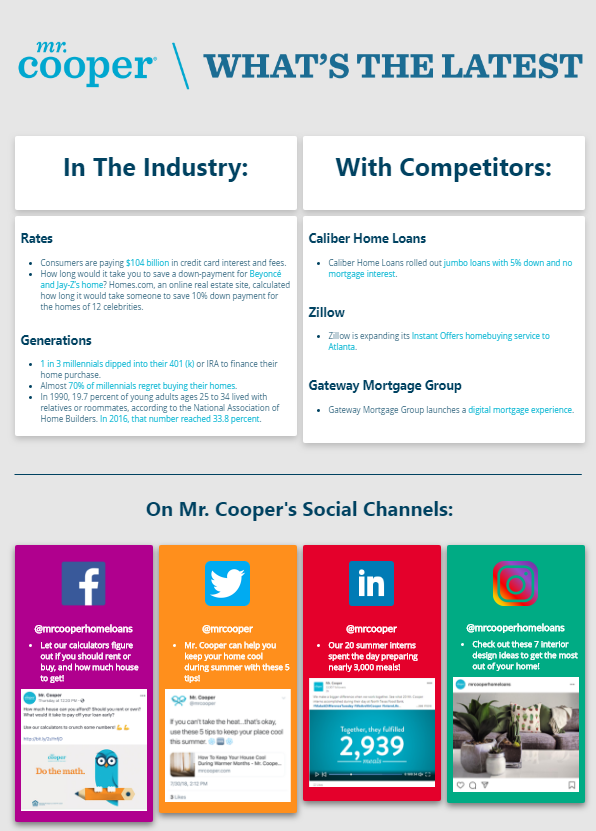 mr.
cooper
WHAT'S THE LATEST
In The Industry:
Rates
Consumers are paying $104 billion in credit card interest and fees.
How long would it take you to save a down-payment for Beyoncé
and Jay-Z's home? Homes.com, an online real estate site, calculated
how long it would take someone to save 10% down payment for
the homes of 12 celebrities.
Generations
1 in 3 millennials dipped into their 401 (k) or IRA to finance their
home purchase.
Almost 70% of millennials regret buying their homes.
In 1990, 19.7 percent of young adults ages 25 to 34 lived with
relatives or roommates, according to the National Association of
Home Builders. In 2016, that number reached 33.8 percent.
With Competitors:
Caliber Home Loans
Caliber Home Loans rolled out jumbo loans with 5% down and no
mortgage interest.
Zillow
Zillow is expanding its Instant Offers homebuying service to
Atlanta.
Gateway Mortgage Group
Gateway Mortgage Group launches a digital mortgage experience.
On Mr. Cooper's Social Channels:
@mrcooperhomeloans
Let our calculators figure
out if you should rent or
buy, and how much house
to get!
Mr. Cooper
How much house can you afford? Should you rent or own?
What would it take to pay off your loan early?
Use our calculators to crunch some numbers!
cooper
Do the math.
@mrcooper
Mr. Cooper can help you
keep your home cool
during summer with these 5
tips!
Mr. Cooper
@mrcooper
If you can't take the heat...that's okay,
use these 5 tips to keep your place cool
this summer.
How To Keep Your House Cool
During Warmer Months - Mr. Coope...
mrcooper.com
7/30/18, 2:12 PM
3 Likes
@mrcooper
Our 20 summer interns
spent the day preparing
nearly 3,000 meals!
Mr. Cooper
Together, they fulfilled
2,939
meals
@mrcooperhomeloans
Check out these 7 interior
design ideas to get the most
out of your home!
mrcooperhomeloans